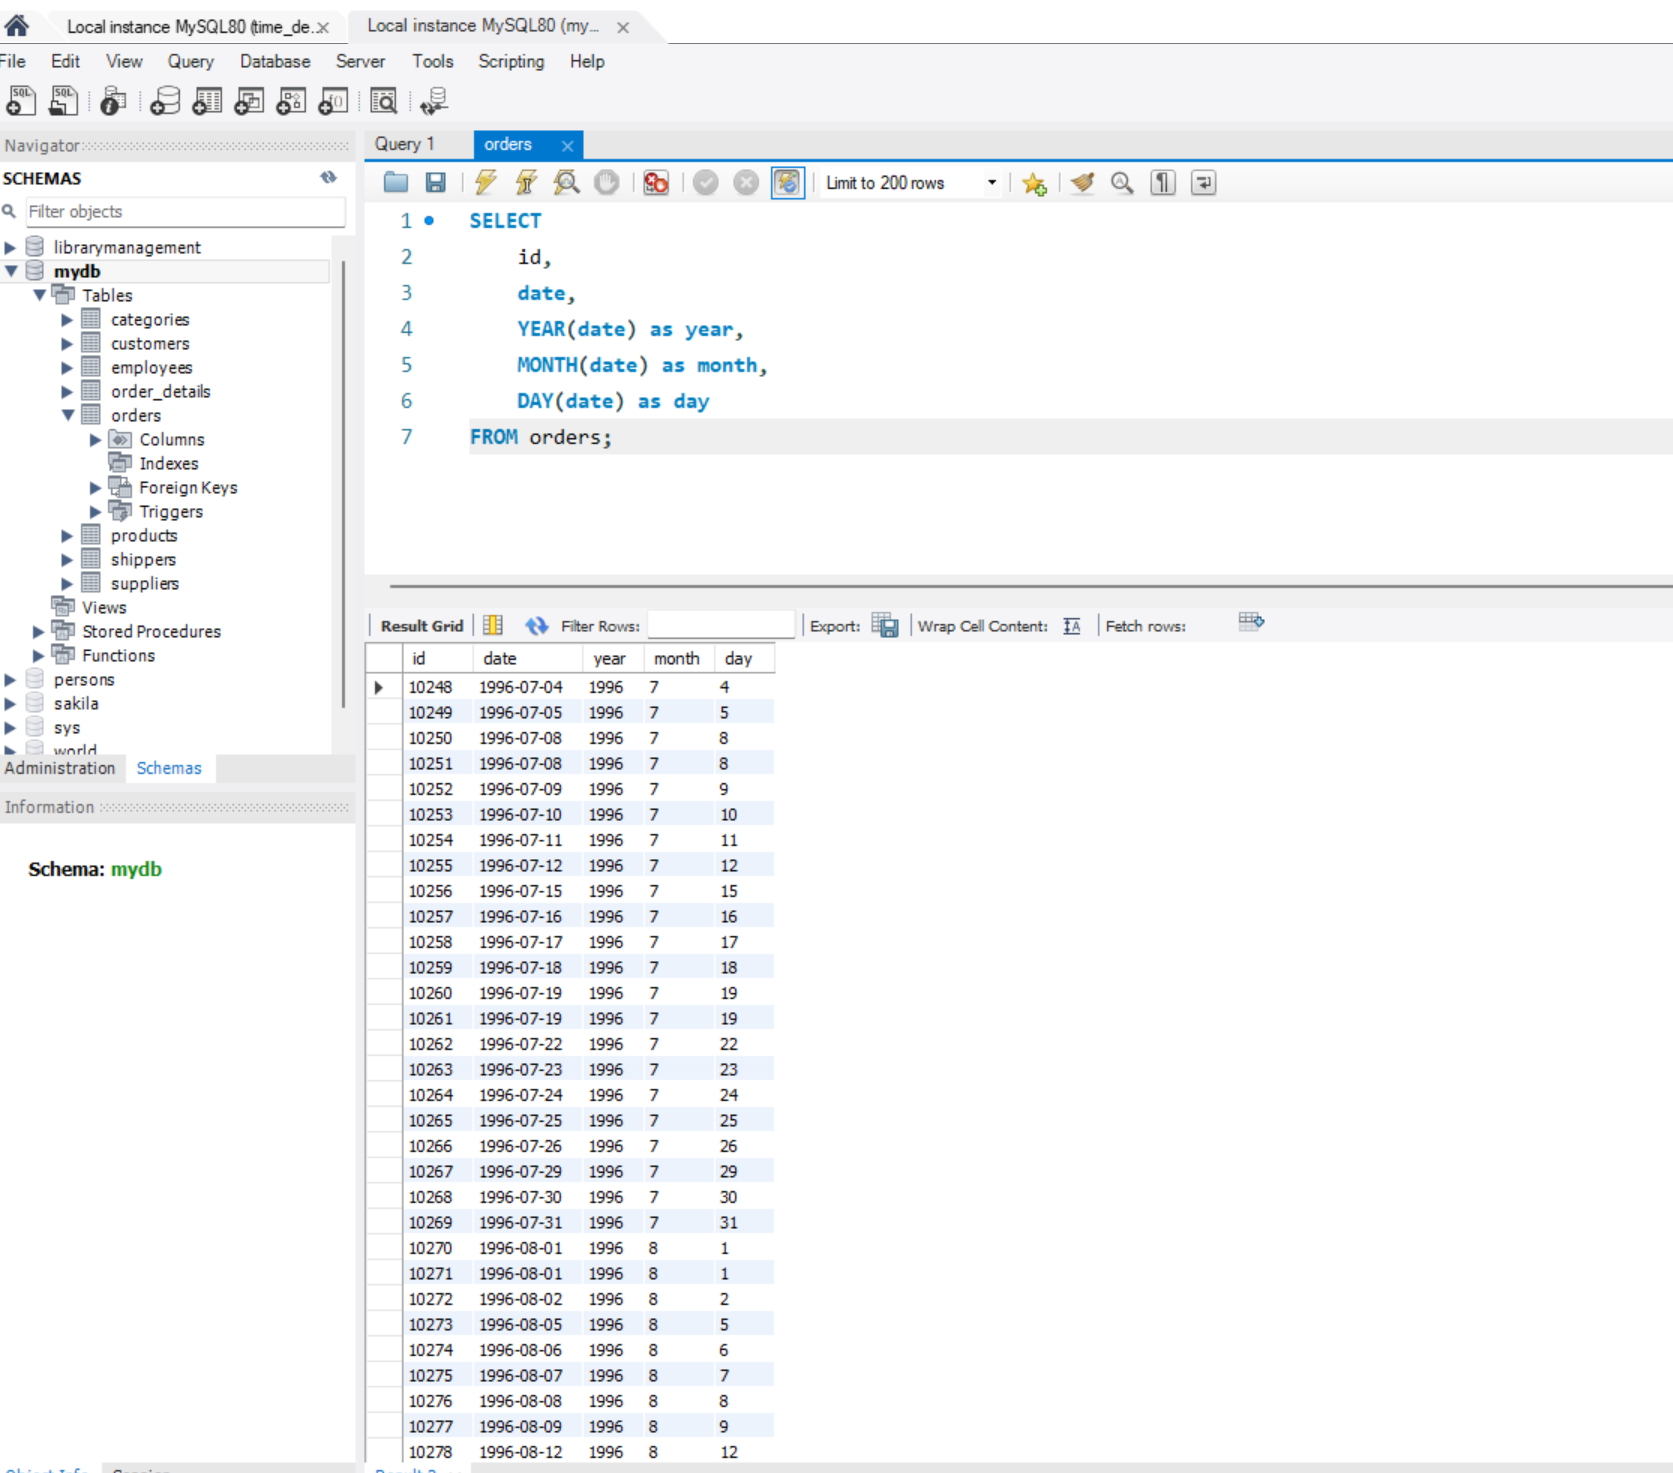 Local instance MySQL80 (time_de...
Local instance MySQL80 (my...
File Edit View Query Database Server Tools Scripting Help
Navigator
SCHEMAS
Filter objects
librarymanagement
mydb
Tables
categories
customers
employees
order_details
orders
Columns
Indexes
Foreign Keys
Triggers
products
shippers
suppliers
Views
Stored Procedures
Functions
persons
sakila
sys
world
Administration Schemas
Information
Schema: mydb
Query 1 orders
Limit to 200 rows
1 SELECT
2 id,
3 date,
4 YEAR(date) as year,
5 MONTH(date) as month,
6 DAY(date) as day
7 FROM orders;
Result Grid Filter Rows: Export: Wrap Cell Content: Fetch rows:
id date year month day
10248 1996-07-04 1996 7 4
10249 1996-07-05 1996 7 5
10250 1996-07-08 1996 7 8
10251 1996-07-08 1996 7 8
10252 1996-07-09 1996 7 9
10253 1996-07-10 1996 7 10
10254 1996-07-11 1996 7 11
10255 1996-07-12 1996 7 12
10256 1996-07-15 1996 7 15
10257 1996-07-16 1996 7 16
10258 1996-07-17 1996 7 17
10259 1996-07-18 1996 7 18
10260 1996-07-19 1996 7 19
10261 1996-07-19 1996 7 19
10262 1996-07-22 1996 7 22
10263 1996-07-23 1996 7 23
10264 1996-07-24 1996 7 24
10265 1996-07-25 1996 7 25
10266 1996-07-26 1996 7 26
10267 1996-07-29 1996 7 29
10268 1996-07-30 1996 7 30
10269 1996-07-31 1996 7 31
10270 1996-08-01 1996 8 1
10271 1996-08-01 1996 8 1
10272 1996-08-02 1996 8 2
10273 1996-08-05 1996 8 5
10274 1996-08-06 1996 8 6
10275 1996-08-07 1996 8 7
10276 1996-08-08 1996 8 8
10277 1996-08-09 1996 8 9
10278 1996-08-12 1996 8 12